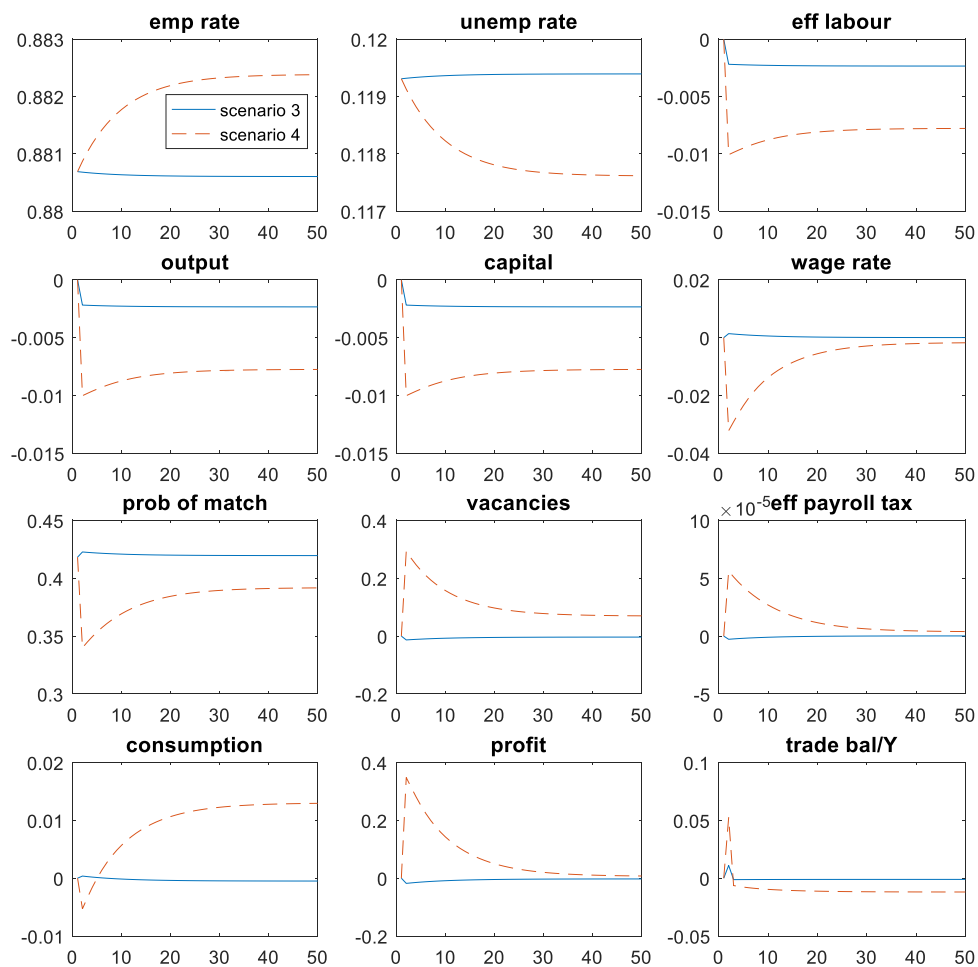 emp rate
0.883
0.882
0.881
0.88
0 10 20 30 40 50
scenario 3
scenario 4
unemp rate
0.12
0.119
0.118
0.117
0 10 20 30 40 50
eff labour
0
-0.005
-0.01
-0.015
0 10 20 30 40 50
output
0
-0.005
-0.01
-0.015
0 10 20 30 40 50
capital
0
-0.005
-0.01
-0.015
0 10 20 30 40 50
wage rate
0.02
0
-0.02
-0.04
0 10 20 30 40 50
prob of match
0.45
0.4
0.35
0.3
0 10 20 30 40 50
vacancies
0.4
0.2
0
-0.2
0 10 20 30 40 50
×10⁻⁵ eff payroll tax
10
5
0
-5
0 10 20 30 40 50
consumption
0.02
0.01
0
-0.01
0 10 20 30 40 50
profit
0.4
0.2
0
-0.2
0 10 20 30 40 50
trade bal/Y
0.1
0.05
0
-0.05
0 10 20 30 40 50